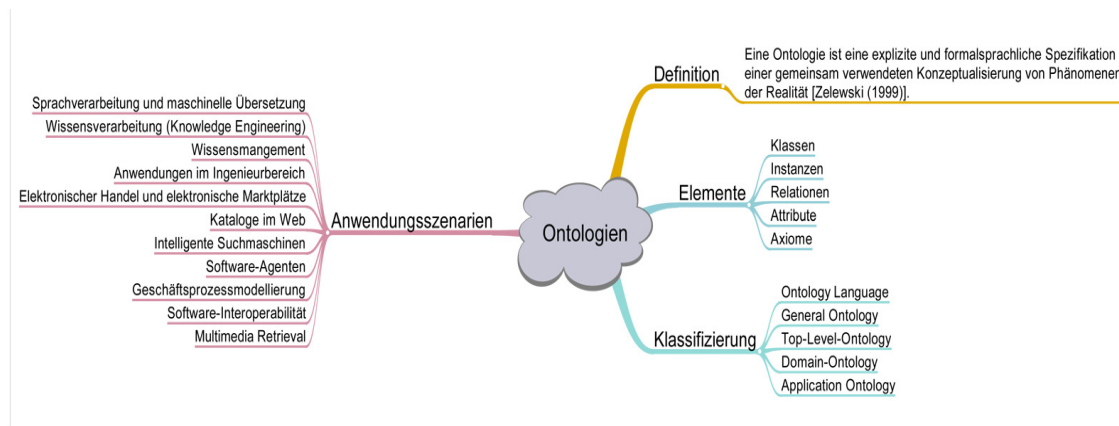 Ontologien
Definition
Eine Ontologie ist eine explizite und formalsprachliche Spezifikation
einer gemeinsam verwendeten Konzeptualisierung von Phänomenen
der Realität [Zelewski (1999)].
Elemente
Klassen
Instanzen
Relationen
Attribute
Axiome
Klassifizierung
Ontology Language
General Ontology
Top-Level-Ontology
Domain-Ontology
Application Ontology
Anwendungsszenarien
Sprachverarbeitung und maschinelle Übersetzung
Wissensverarbeitung (Knowledge Engineering)
Wissensmangement
Anwendungen im Ingenieurbereich
Elektronischer Handel und elektronische Marktplätze
Kataloge im Web
Intelligente Suchmaschinen
Software-Agenten
Geschäftsprozessmodellierung
Software-Interoperabilität
Multimedia Retrieval